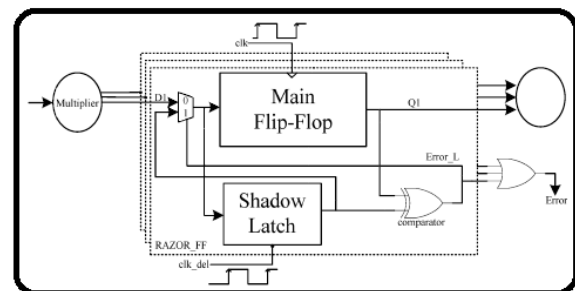 clk
Multiplier
D1
0
1
Main
Flip-Flop
Q1
Error_L
Shadow
Latch
comparator
Error
RAZOR_FF
clk_del